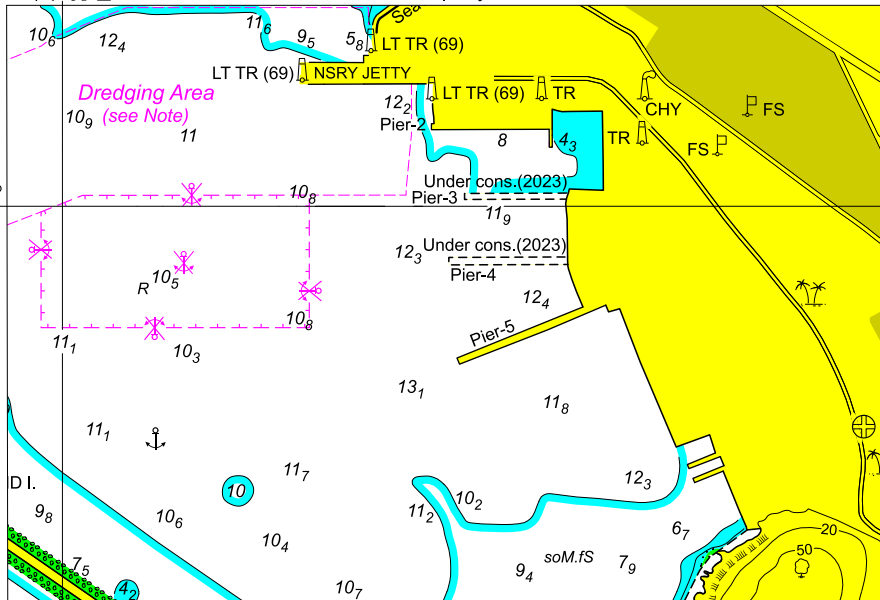 Sea
10₆
12₄
11₆
9₅
5₈
LT TR (69)
LT TR (69)
NSRY JETTY
Dredging Area
(see Note)
LT TR (69)
TR
CHY
FS
10₉
11
12₂
Pier-2
8
4₃
TR
FS
Under cons.(2023)
10₈
Pier-3
11₉
12₃
Under cons.(2023)
Pier-4
10₅
R
12₄
10₈
11₁
10₃
Pier-5
13₁
11₈
11₁
11₇
12₃
D I.
10
10₂
9₈
10₆
11₂
6₇
20
10₄
50
soM.fS
7₅
9₄
7₉
4₂
10₇